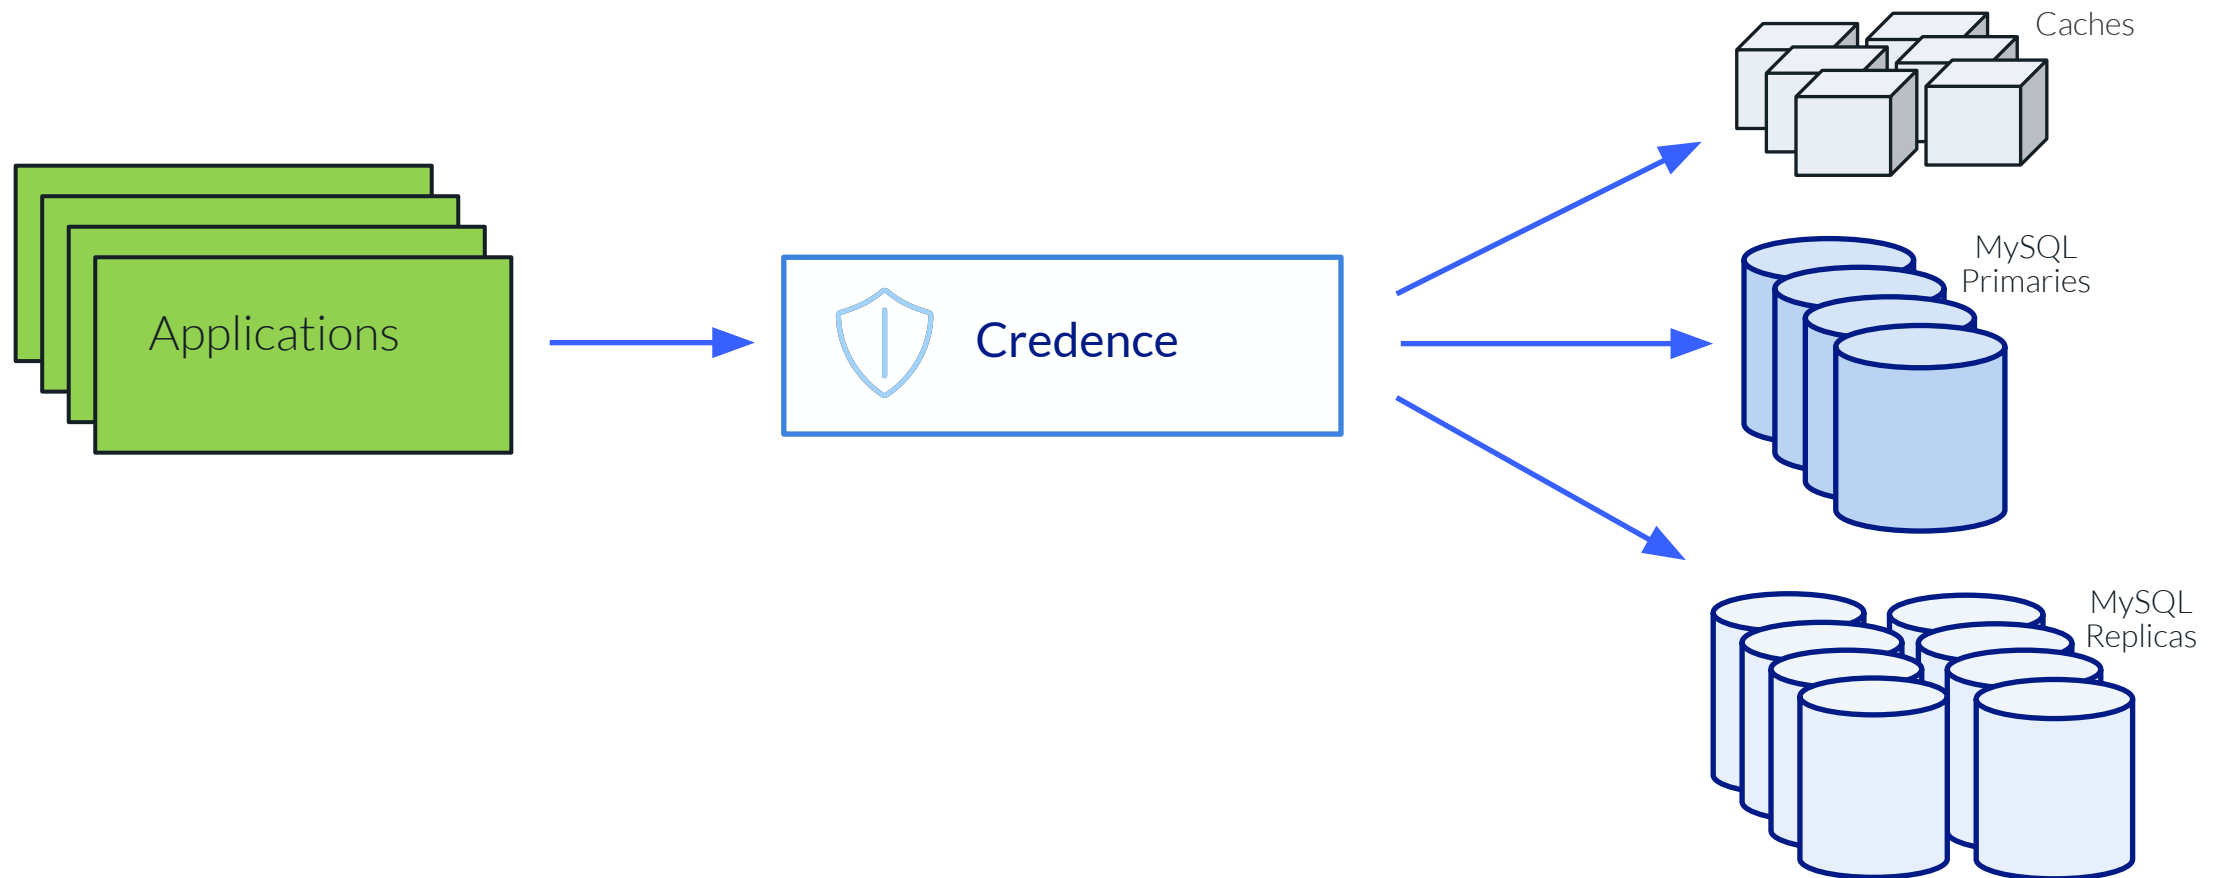 Caches
MySQL
Primaries
Applications
Credence
MySQL
Replicas